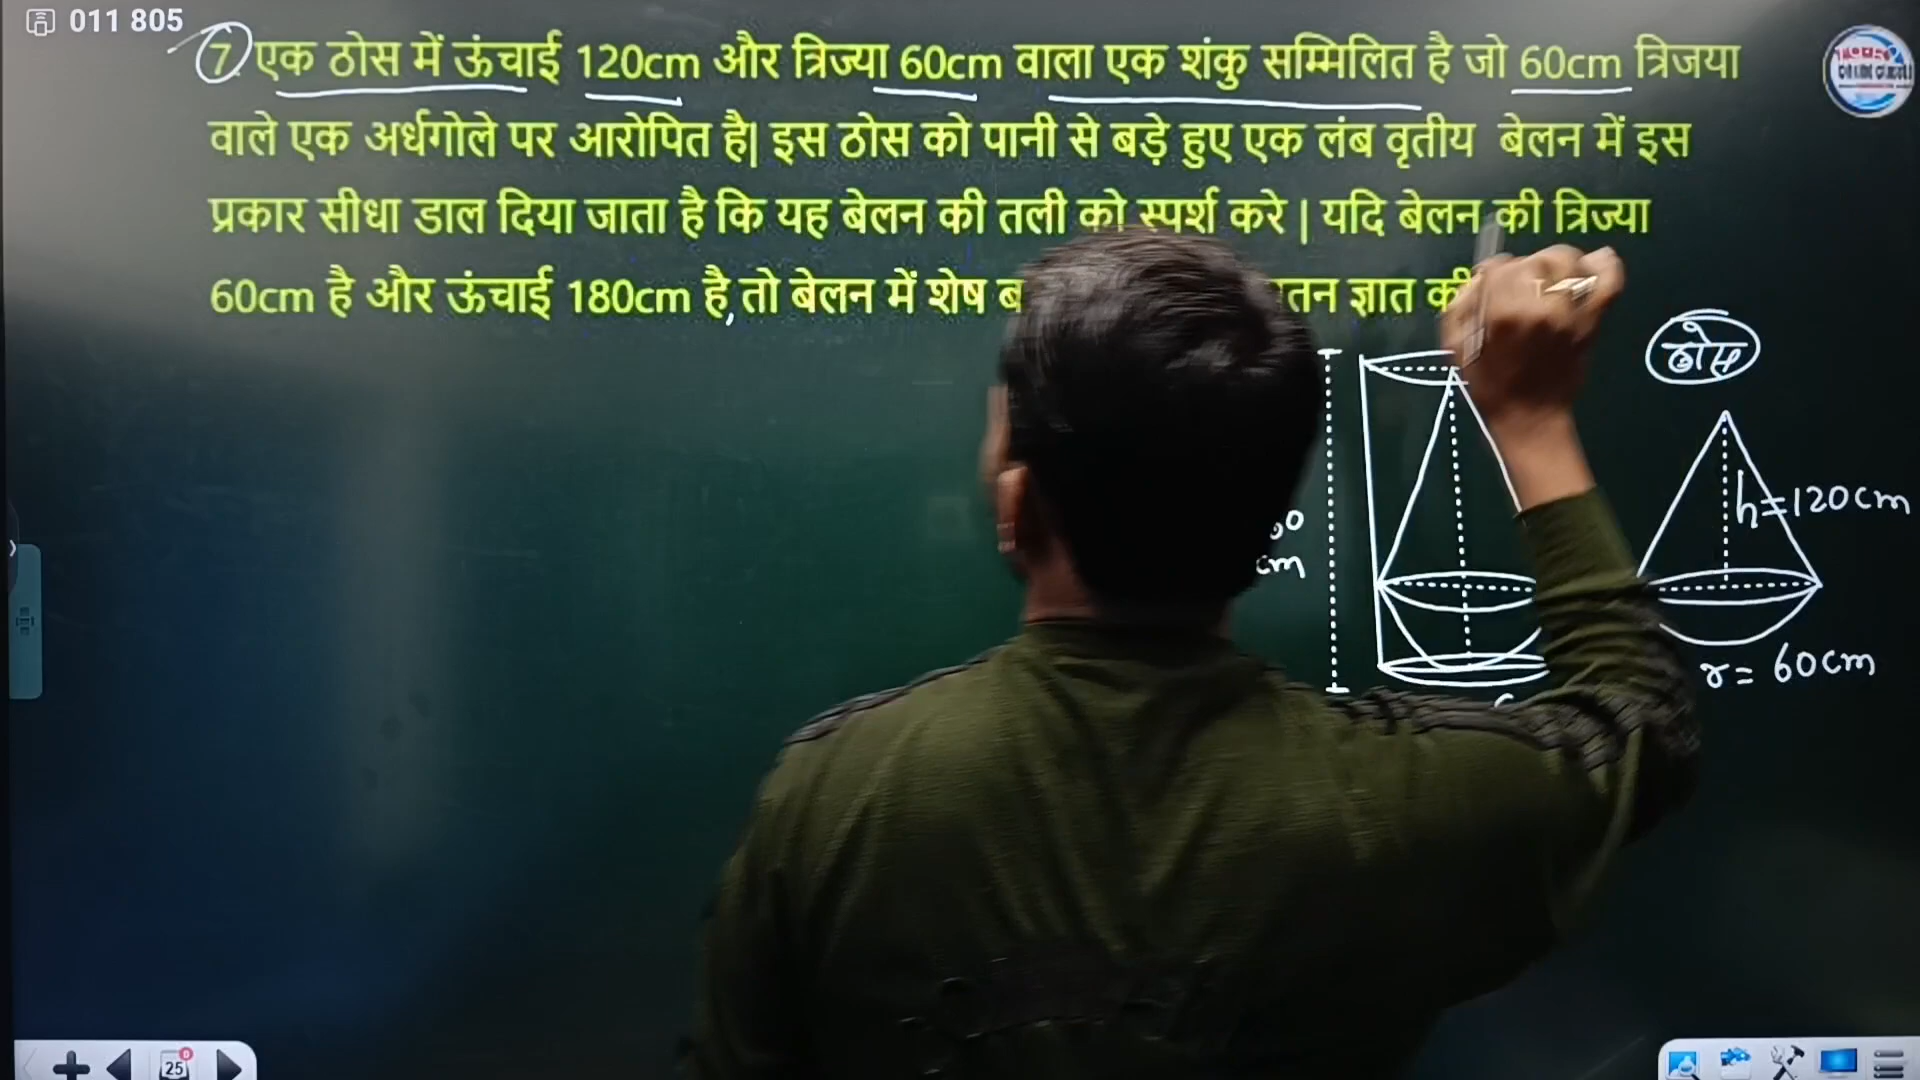 011 805
7. एक ठोस में ऊंचाई 120cm और त्रिज्या 60cm वाला एक शंकु सम्मिलित है जो 60cm त्रिजया
वाले एक अर्धगोले पर आरोपित है| इस ठोस को पानी से बड़े हुए एक लंब वृतीय बेलन में इस
प्रकार सीधा डाल दिया जाता है कि यह बेलन की तली को स्पर्श करे | यदि बेलन की त्रिज्या
60cm है और ऊंचाई 180cm है, तो बेलन में शेष ज्ञात
ठोस
h=120cm
cm
r= 60cm
25